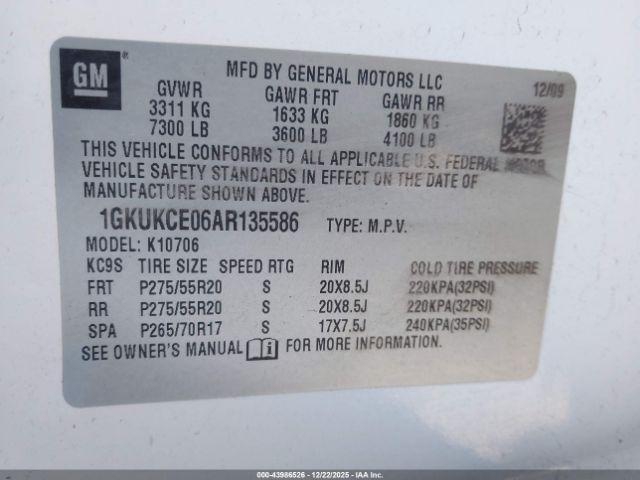 GM
®
MFD BY GENERAL MOTORS LLC
12/09
GVWR GAWR FRT GAWR RR
3311 KG 1633 KG 1860 KG
7300 LB 3600 LB 4100 LB
THIS VEHICLE CONFORMS TO ALL APPLICABLE U.S. FEDERAL MOTOR
VEHICLE SAFETY STANDARDS IN EFFECT ON THE DATE OF
MANUFACTURE SHOWN ABOVE.
1GKUKCE06AR135586 TYPE: M.P.V.
MODEL: K10706
KC9S TIRE SIZE SPEED RTG RIM COLD TIRE PRESSURE
FRT P275/55R20 S 20X8.5J 220KPA(32PSI)
RR P275/55R20 S 20X8.5J 220KPA(32PSI)
SPA P265/70R17 S 17X7.5J 240KPA(35PSI)
SEE OWNER'S MANUAL FOR MORE INFORMATION.
000-43986526 - 12/22/2025 - IAAI.COM